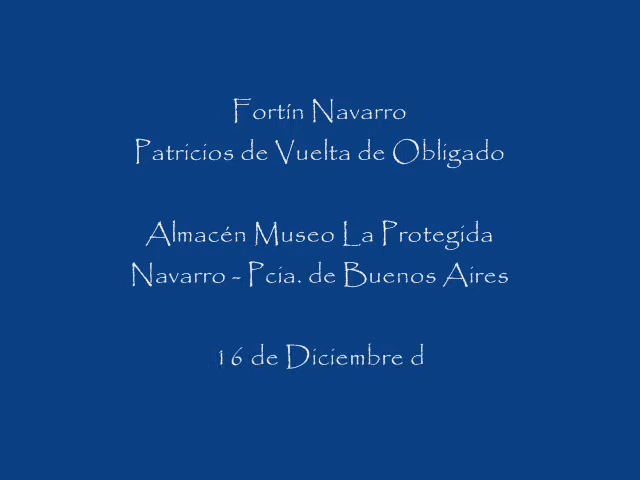 Fortín Navarro
Patricios de Vuelta de Obligado
Almacén Museo La Protegida
Navarro - Pcia. de Buenos Aires
16 de Diciembre d